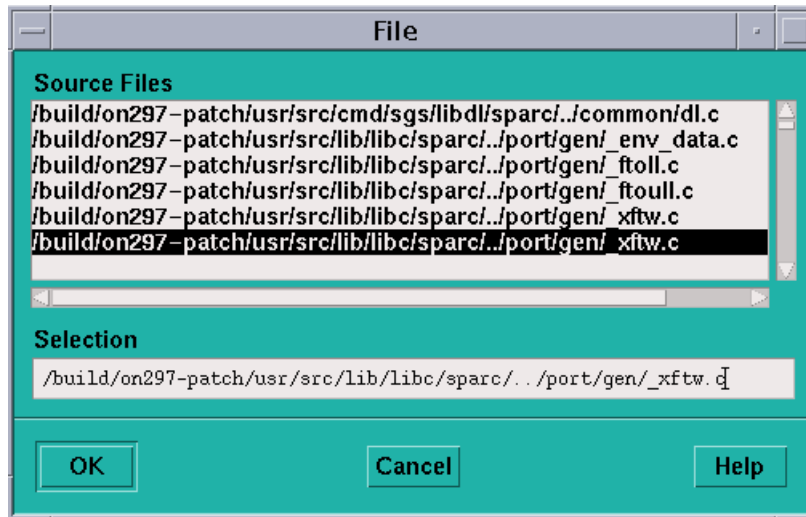 File
Source Files
/build/on297-patch/usr/src/cmd/sgs/libdl/sparc/../common/dl.c
/build/on297-patch/usr/src/lib/libc/sparc/../port/gen/_env_data.c
/build/on297-patch/usr/src/lib/libc/sparc/../port/gen/_ftoll.c
/build/on297-patch/usr/src/lib/libc/sparc/../port/gen/_ftoull.c
/build/on297-patch/usr/src/lib/libc/sparc/../port/gen/_xftw.c
/build/on297-patch/usr/src/lib/libc/sparc/../port/gen/_xftw.c
Selection
/build/on297-patch/usr/src/lib/libc/sparc/../port/gen/_xftw.c
OK Cancel Help